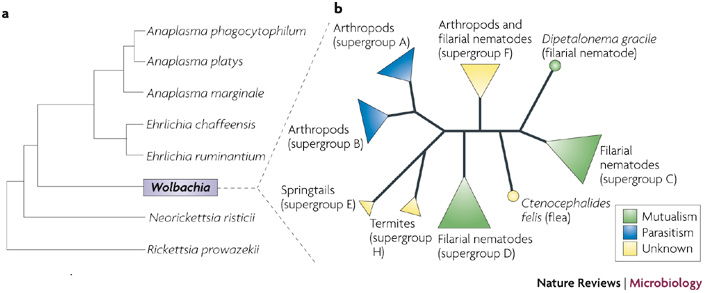 a
Anaplasma phagocytophilum
Anaplasma platys
Anaplasma marginale
Ehrlichia chaffeensis
Ehrlichia ruminantium
Wolbachia
Neorickettsia risticii
Rickettsia prowazekii
b
Arthropods
(supergroup A)
Arthropods and
filarial nematodes
(supergroup F)
Dipetalonema gracile
(filarial nematode)
Arthropods
(supergroup B)
Filarial
nematodes
(supergroup C)
Springtails
(supergroup E)
Termites
(supergroup
H)
Filarial nematodes
(supergroup D)
Ctenocephalides
felis (flea)
Mutualism
Parasitism
Unknown
Nature Reviews | Microbiology